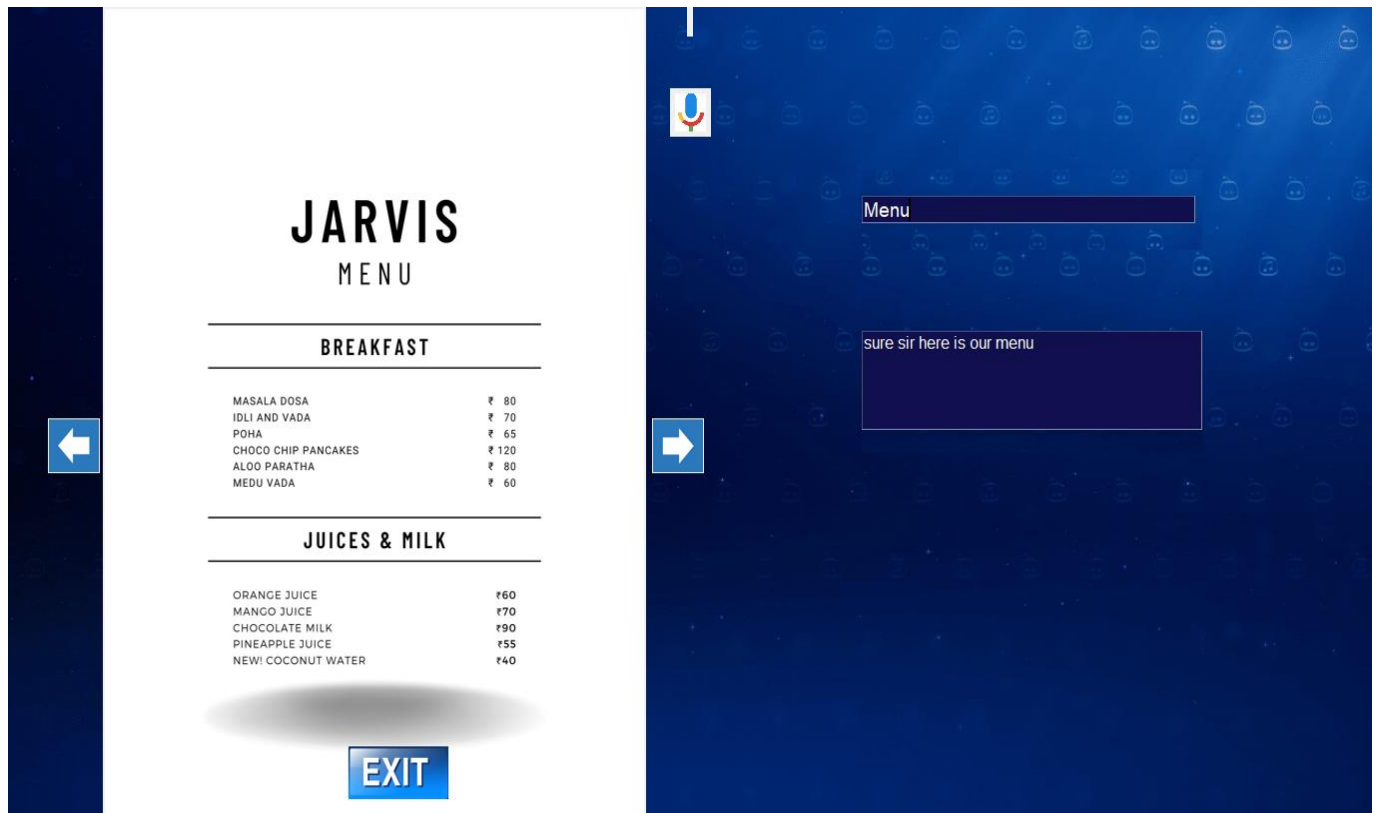 JARVIS
MENU
BREAKFAST
MASALA DOSA ₹ 80
IDLI AND VADA ₹ 70
POHA ₹ 65
CHOCO CHIP PANCAKES ₹ 120
ALOO PARATHA ₹ 80
MEDU VADA ₹ 60
JUICES & MILK
ORANGE JUICE ₹60
MANGO JUICE ₹70
CHOCOLATE MILK ₹90
PINEAPPLE JUICE ₹55
NEW! COCONUT WATER ₹40
EXIT
Menu
sure sir here is our menu